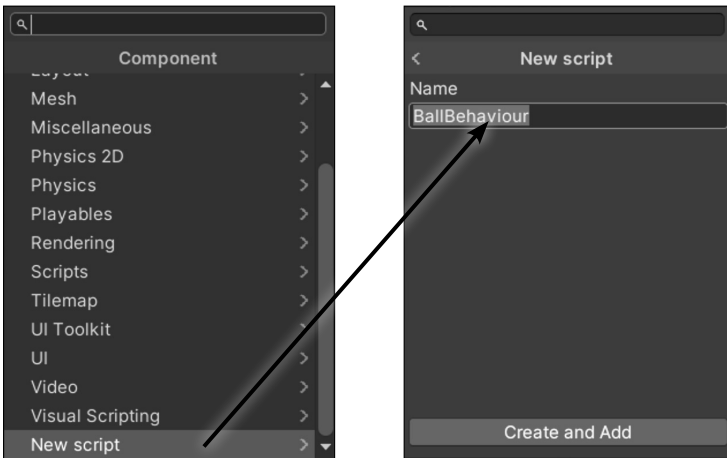 Component
Layout
Mesh
Miscellaneous
Physics 2D
Physics
Playables
Rendering
Scripts
Tilemap
UI Toolkit
UI
Video
Visual Scripting
New script
New script
Name
BallBehaviour
Create and Add